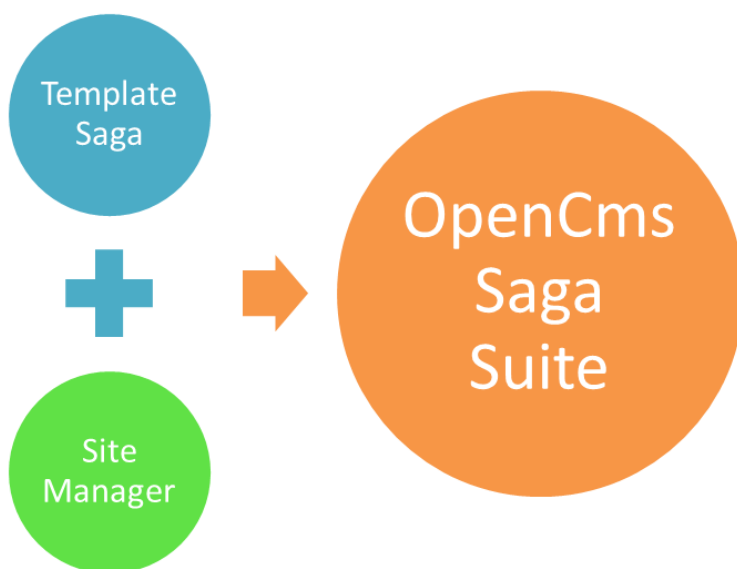 Template
Saga
Site
Manager
OpenCms
Saga
Suite